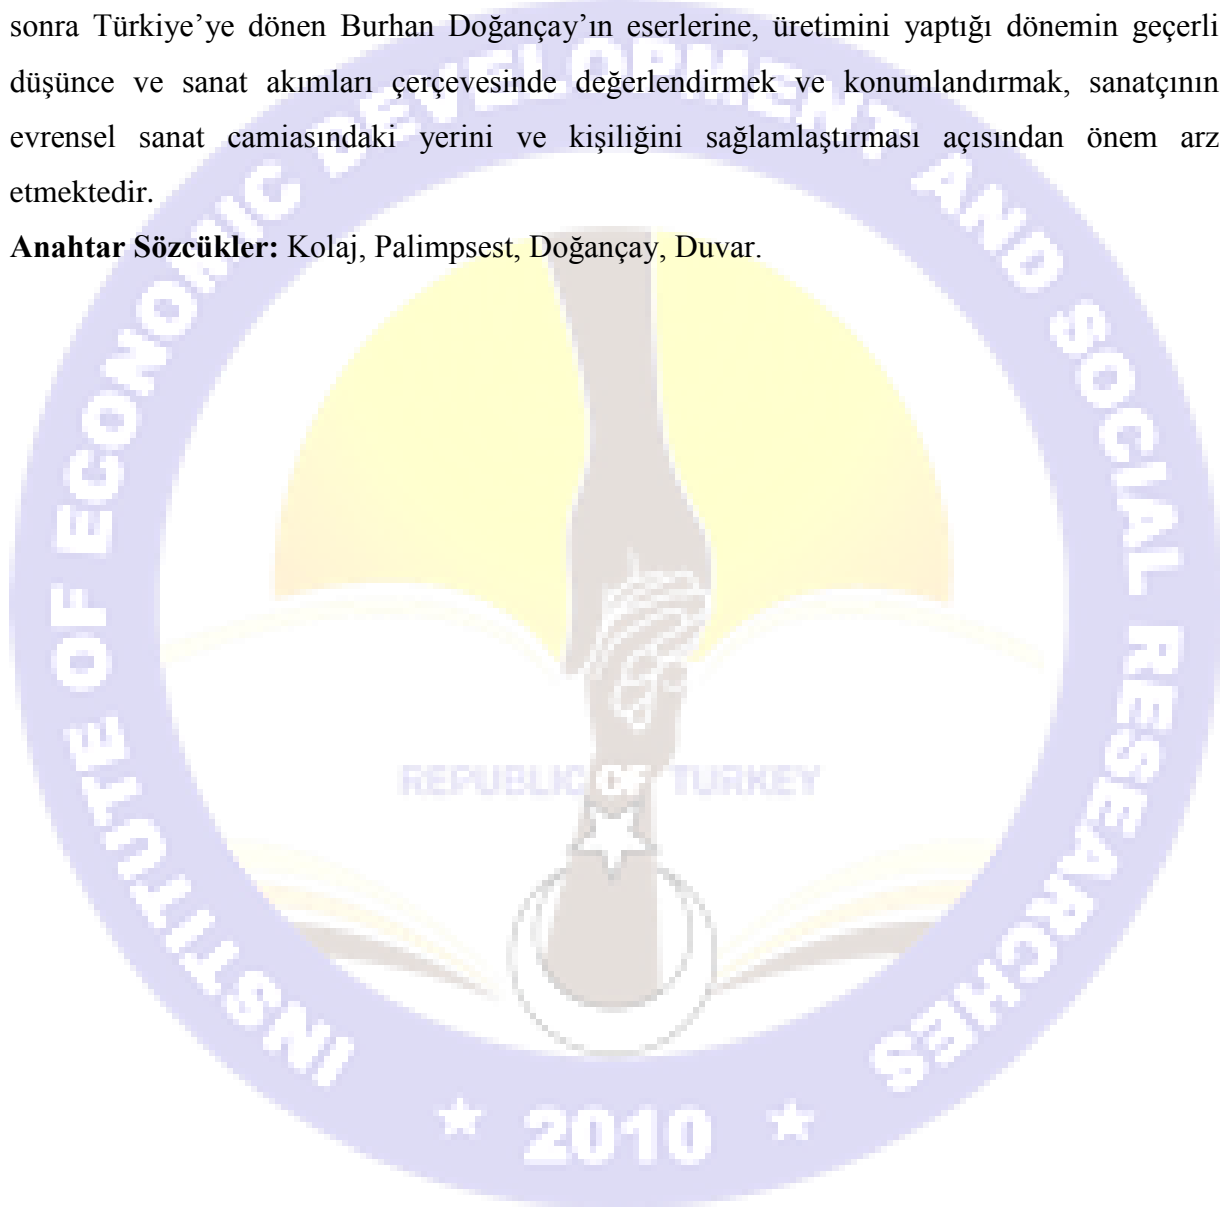 sonra Türkiye’ye dönen Burhan Doğançay’ın eserlerine, üretimini yaptığı dönemin geçerli
düşünce ve sanat akımları çerçevesinde değerlendirmek ve konumlandırmak, sanatçının
evrensel sanat camiasındaki yerini ve kişiliğini sağlamlaştırması açısından önem arz
etmektedir.
Anahtar Sözcükler: Kolaj, Palimpsest, Doğançay, Duvar.
INSTITUTE OF ECONOMIC DEVELOPMENT AND SOCIAL RESEARCHES
REPUBLIC OF TURKEY
★ 2010 ★